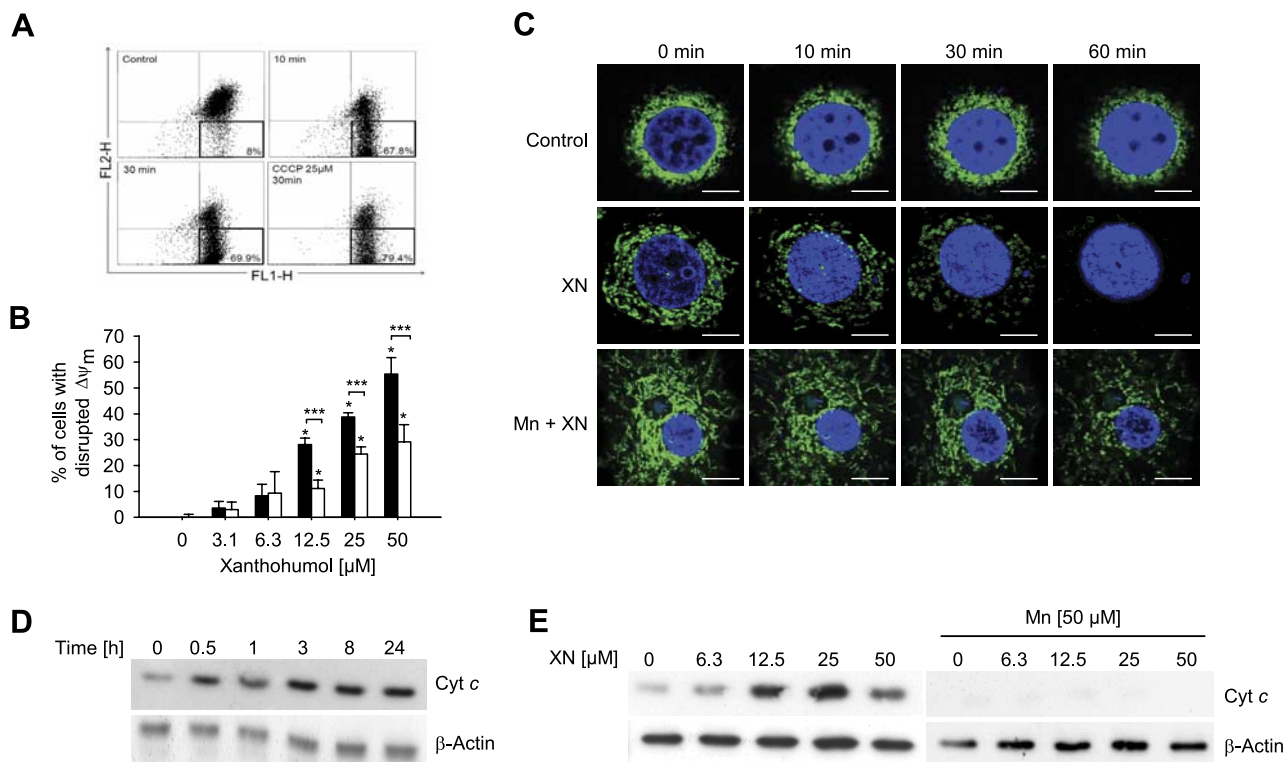 A
Control
10 min
8%
67.8%
30 min
CCCP 25µM
30min
69.9%
79.4%
FL2-H
FL1-H
B
% of cells with
disrupted Δψm
70
60
50
40
30
20
10
0
***
***
***
* * * * * *
0 3.1 6.3 12.5 25 50
Xanthohumol [µM]
C
0 min 10 min 30 min 60 min
Control
XN
Mn + XN
D
Time [h] 0 0.5 1 3 8 24
Cyt c
β-Actin
E
Mn [50 µM]
XN [µM] 0 6.3 12.5 25 50 0 6.3 12.5 25 50
Cyt c
β-Actin